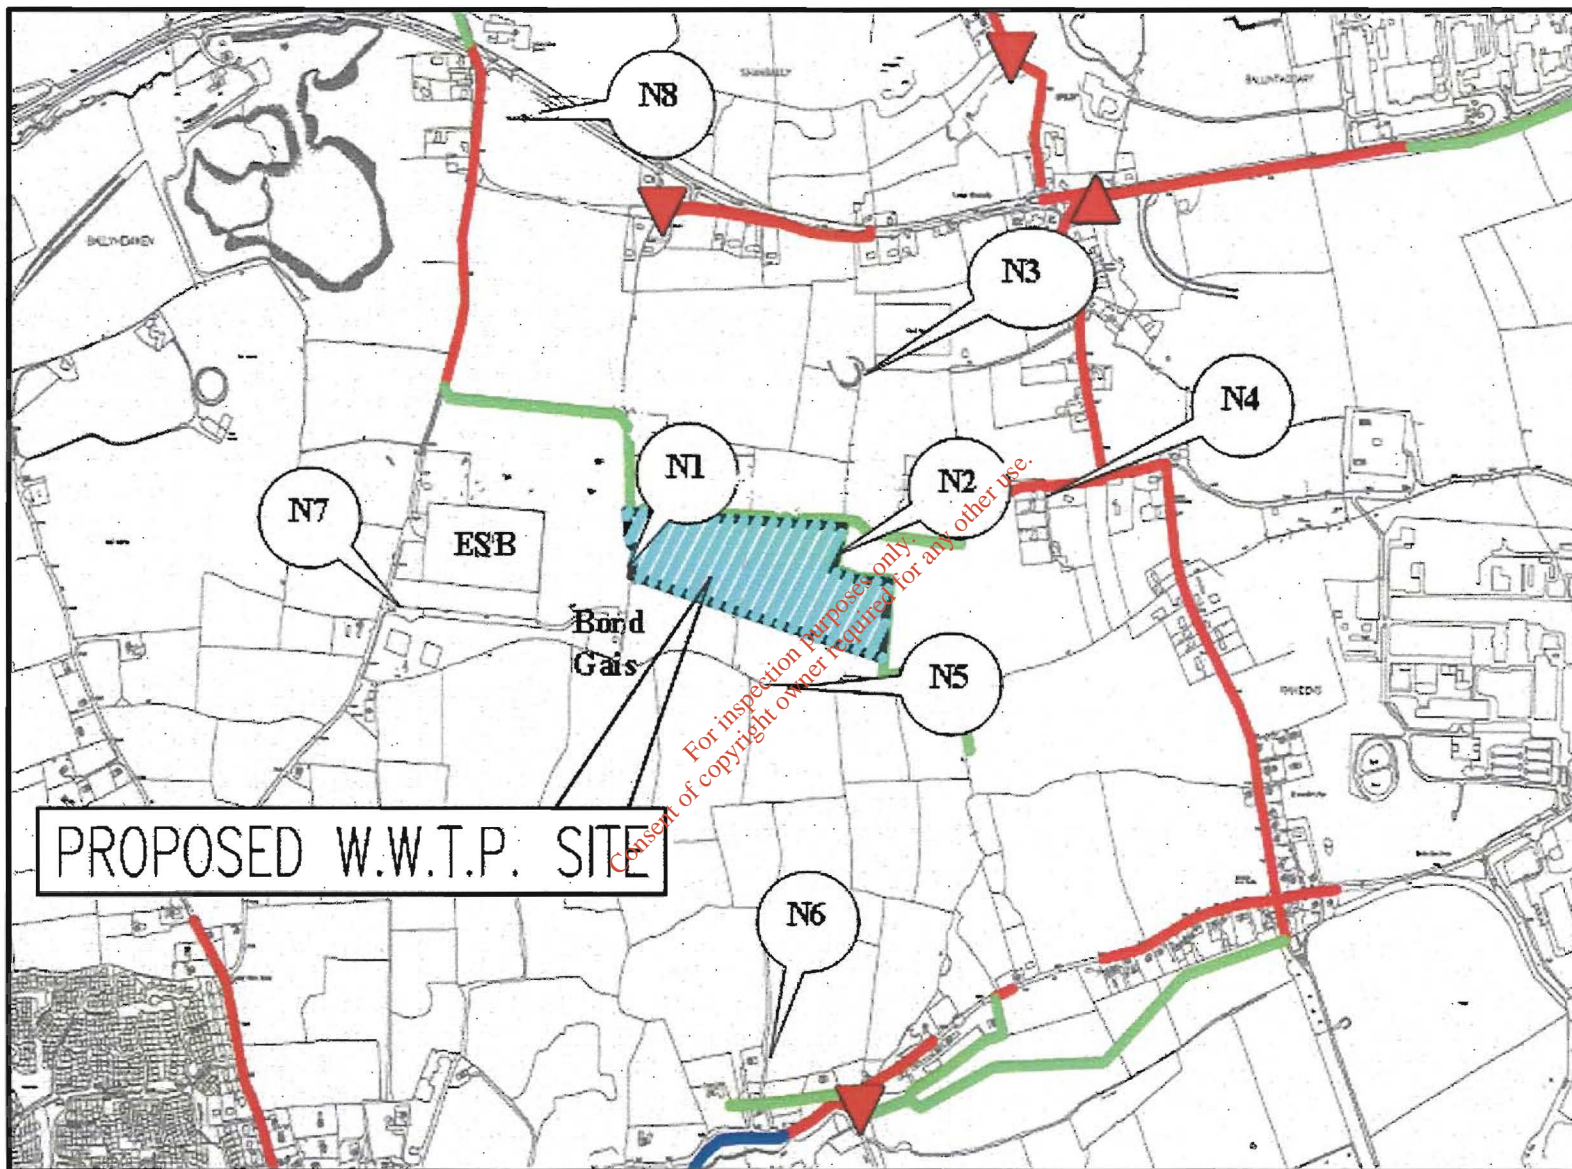 N8
SHANBALLY
N3
N4
N1
N2
N7
ESB
Bord
Gais
N5
For inspection purposes only.
Consent of copyright owner required for any other use.
PROPOSED W.W.T.P. SITE
N6